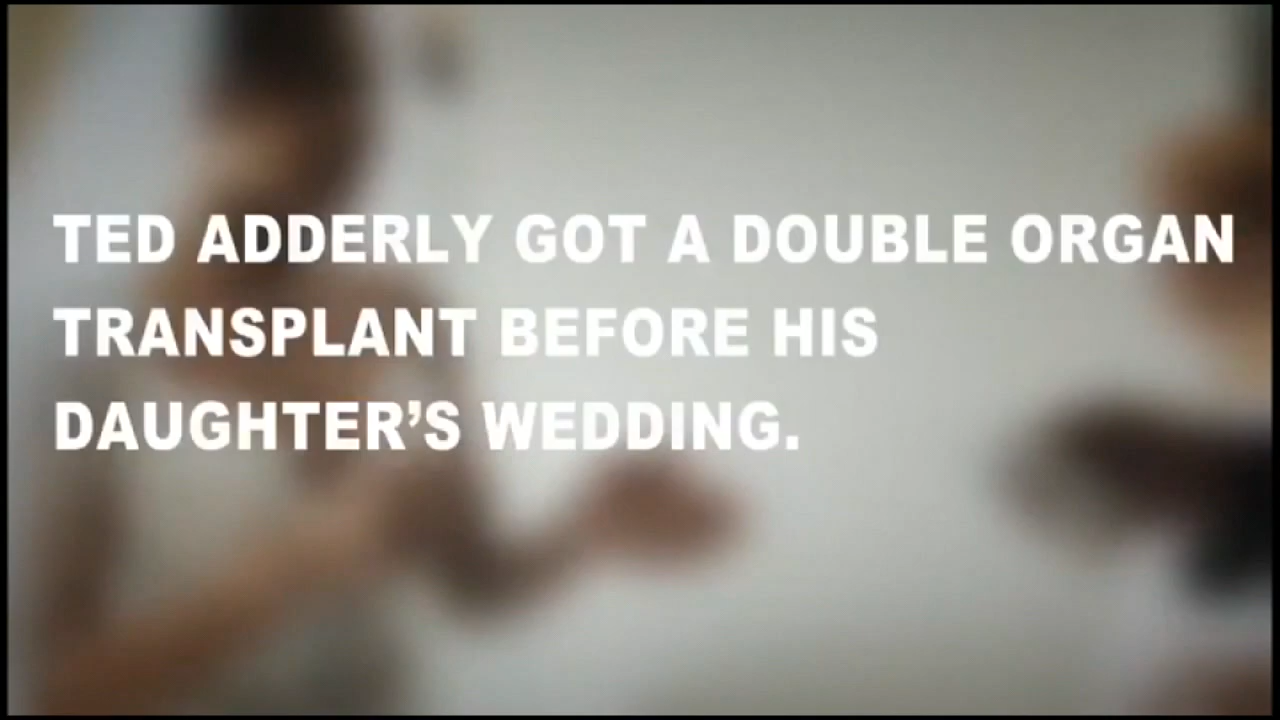 TED ADDERLY GOT A DOUBLE ORGAN
TRANSPLANT BEFORE HIS
DAUGHTER’S WEDDING.